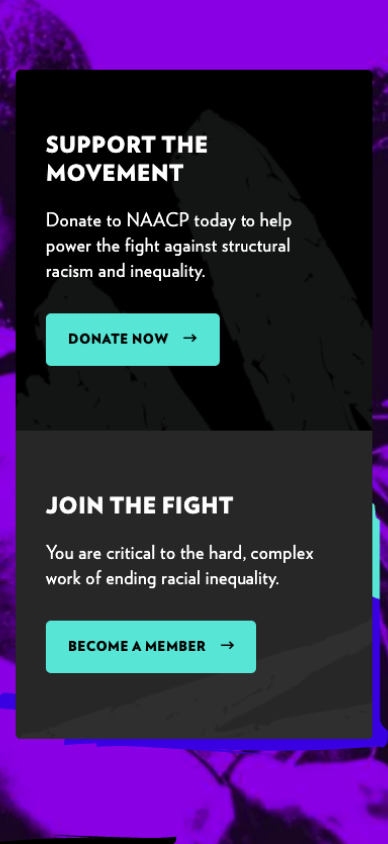 SUPPORT THE
MOVEMENT
Donate to NAACP today to help
power the fight against structural
racism and inequality.
DONATE NOW →
JOIN THE FIGHT
You are critical to the hard, complex
work of ending racial inequality.
BECOME A MEMBER →